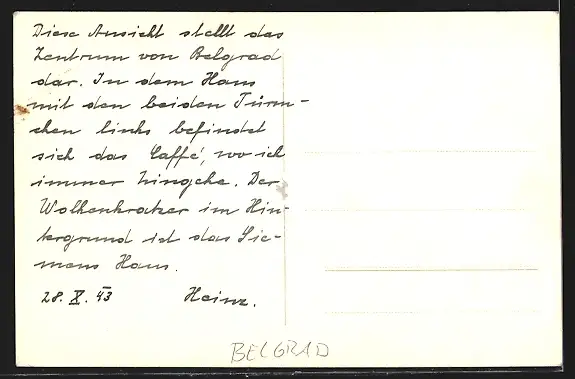 Diese Ansicht stellt das
Zentrum von Belgrad
dar. In dem Haus
mit den beiden Türm-
chen links befindet
sich das Caffé, wo ich
immer hingehe. Der
Wolkenkratzer im Hin-
tergrund ist das Sie-
mens Haus.
28. X. 43 Heinz.
BELGRAD